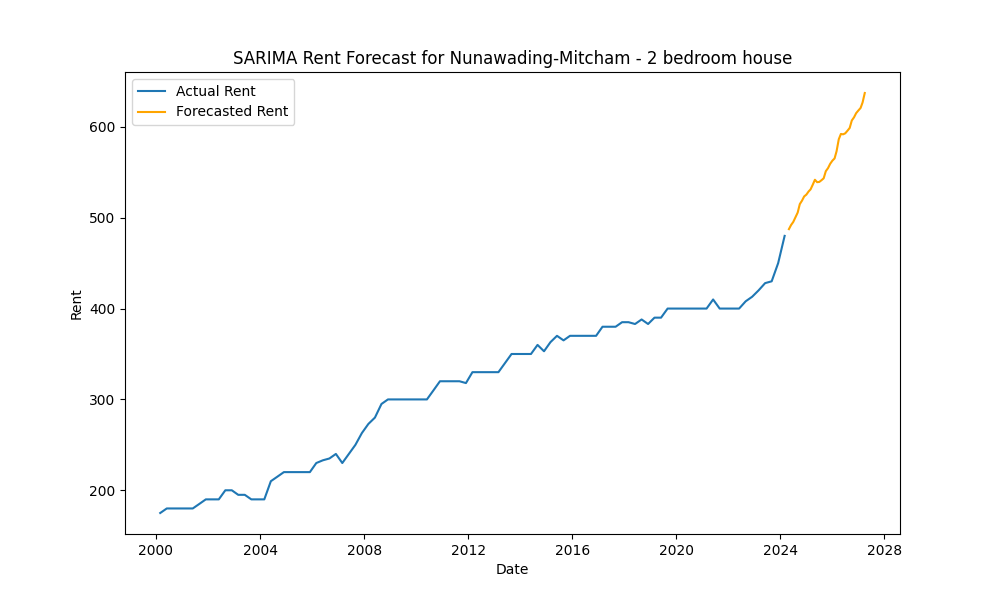 SARIMA Rent Forecast for Nunawading-Mitcham - 2 bedroom house
Actual Rent
Forecasted Rent
600
500
400
300
200
Rent
2000 2004 2008 2012 2016 2020 2024 2028
Date